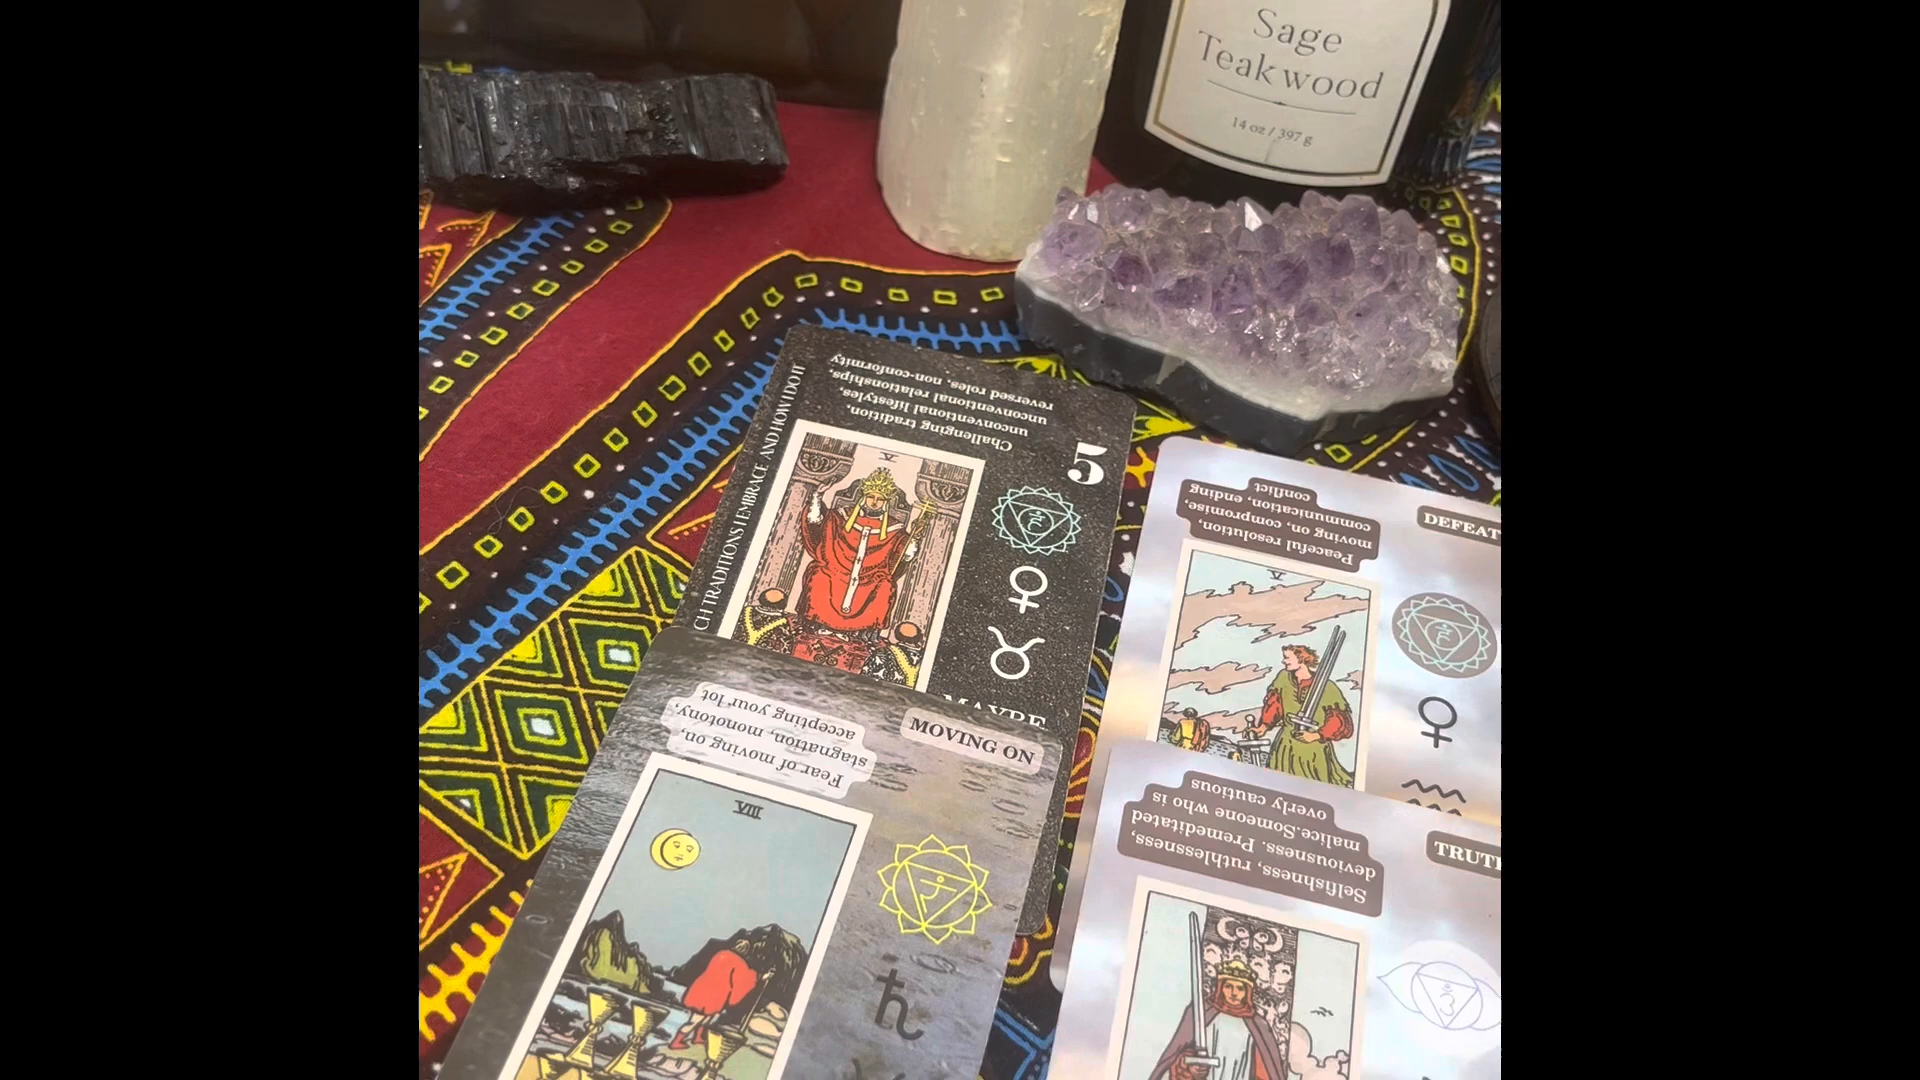 Sage
Teakwood
14 oz / 397 g
CH TRADITIONS I EMBRACE AND HOW I DO IT
Challenging tradition,
unconventional lifestyles,
unconventional relationships,
reversed roles, non-conformity
5
V
MAYBE
Peaceful resolution,
moving on, compromise,
communication, ending
conflict
DEFEAT
V
MOVING ON
Fear of moving on,
stagnation, monotony,
accepting your lot
VIII
Selfishness, ruthlessness,
deviousness. Premeditated
malice.Someone who is
overly cautious
TRUTH